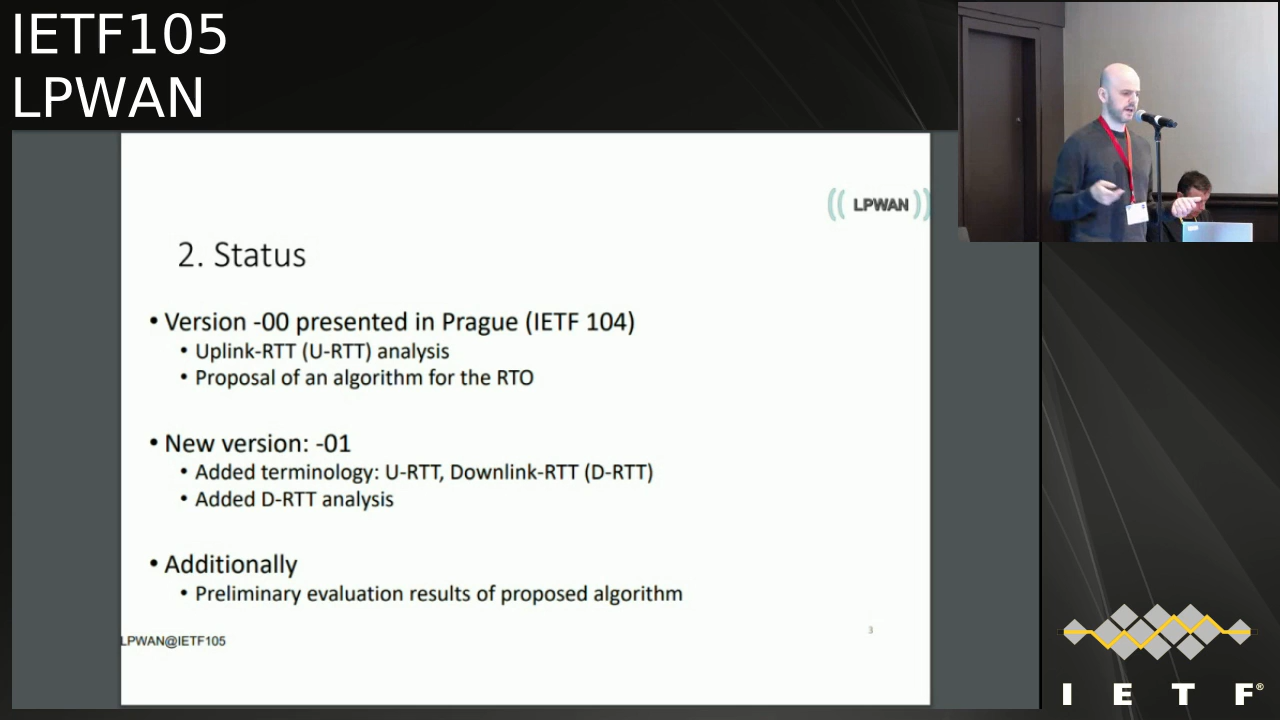 IETF105
LPWAN
((LPWAN))
2. Status
• Version -00 presented in Prague (IETF 104)
• Uplink-RTT (U-RTT) analysis
• Proposal of an algorithm for the RTO
• New version: -01
• Added terminology: U-RTT, Downlink-RTT (D-RTT)
• Added D-RTT analysis
• Additionally
• Preliminary evaluation results of proposed algorithm
3
LPWAN@IETF105
I E T F®